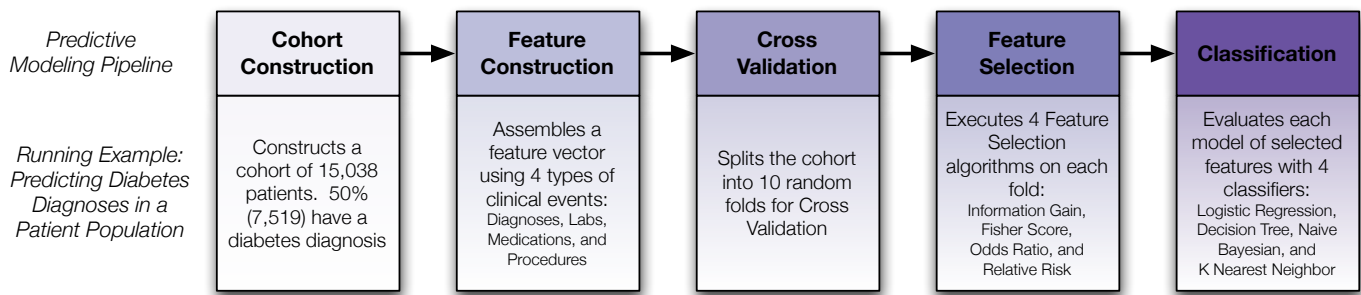 Predictive
Modeling Pipeline
Cohort
Construction
Feature
Construction
Cross
Validation
Feature
Selection
Classification
Running Example:
Predicting Diabetes
Diagnoses in a
Patient Population
Constructs a
cohort of 15,038
patients.  50%
(7,519) have a
diabetes diagnosis
Assembles a
feature vector
using 4 types of
clinical events:
Diagnoses, Labs,
Medications, and
Procedures
Splits the cohort
into 10 random
folds for Cross
Validation
Executes 4 Feature
Selection
algorithms on each
fold:
Information Gain,
Fisher Score,
Odds Ratio, and
Relative Risk
Evaluates each
model of selected
features with 4
classifiers:
Logistic Regression,
Decision Tree, Naive
Bayesian, and
K Nearest Neighbor